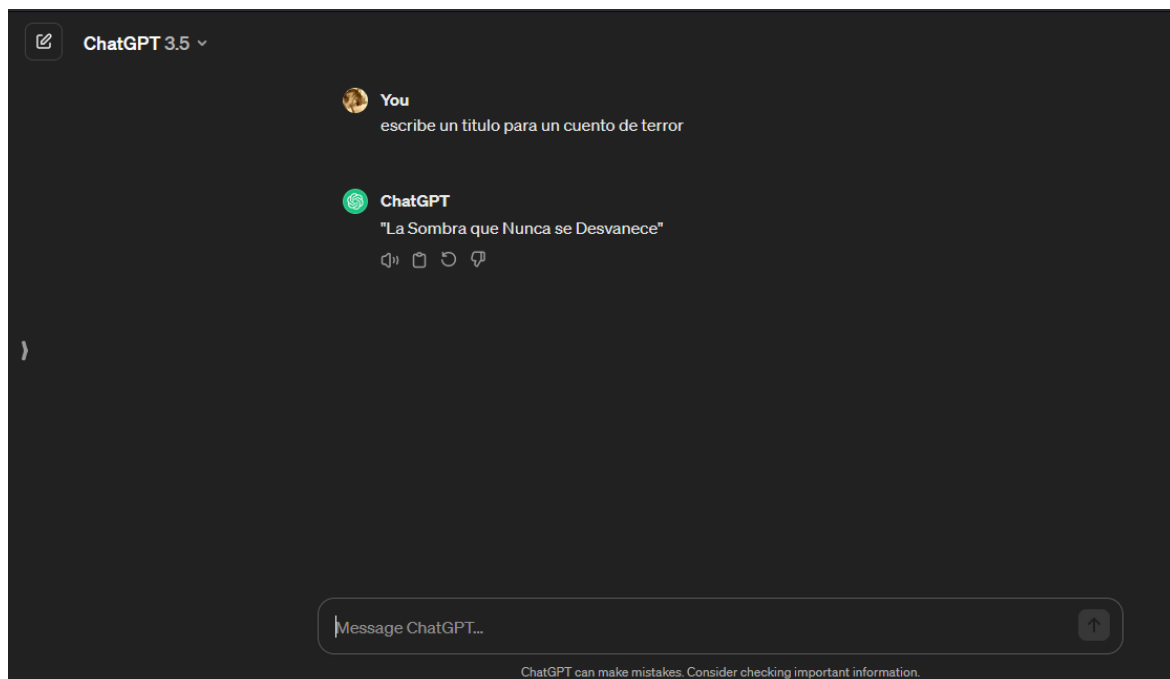 ChatGPT 3.5
You
escribe un titulo para un cuento de terror
ChatGPT
"La Sombra que Nunca se Desvanece"
Message ChatGPT...
ChatGPT can make mistakes. Consider checking important information.